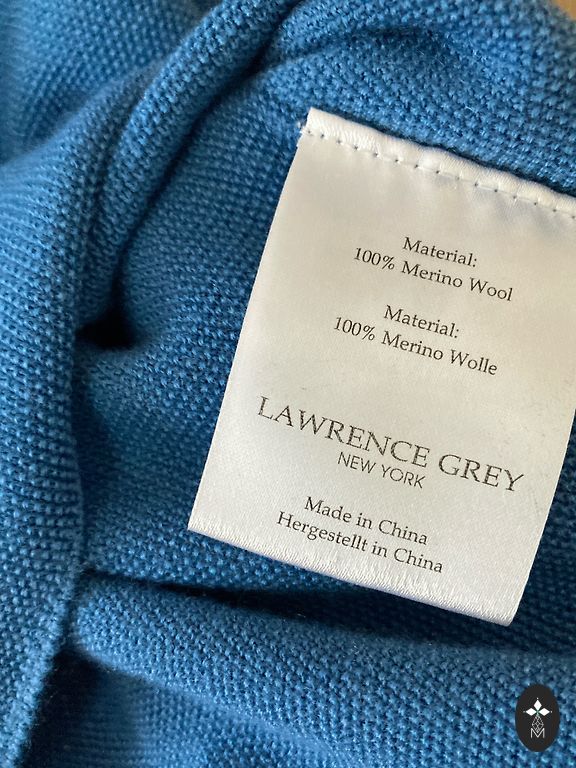 Material:
100% Merino Wool
Material:
100% Merino Wolle
LAWRENCE GREY
NEW YORK
Made in China
Hergestellt in China
M